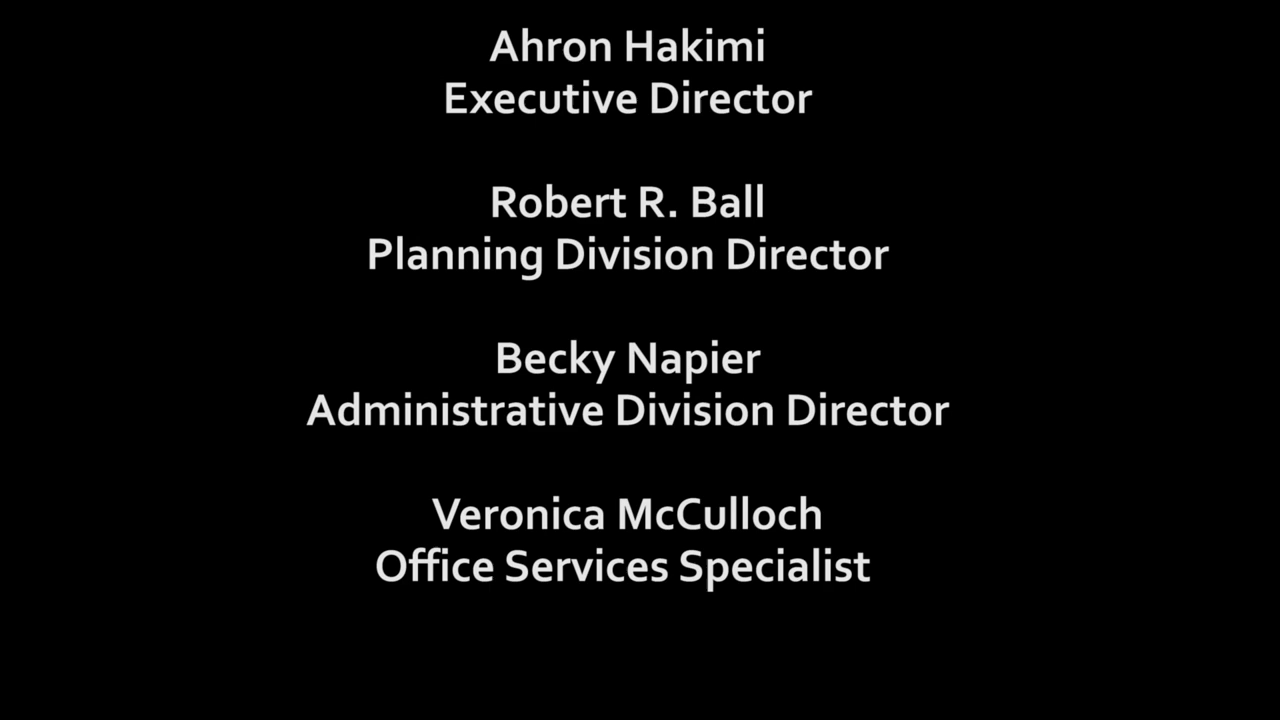 Ahron Hakimi
Executive Director
Robert R. Ball
Planning Division Director
Becky Napier
Administrative Division Director
Veronica McCulloch
Office Services Specialist